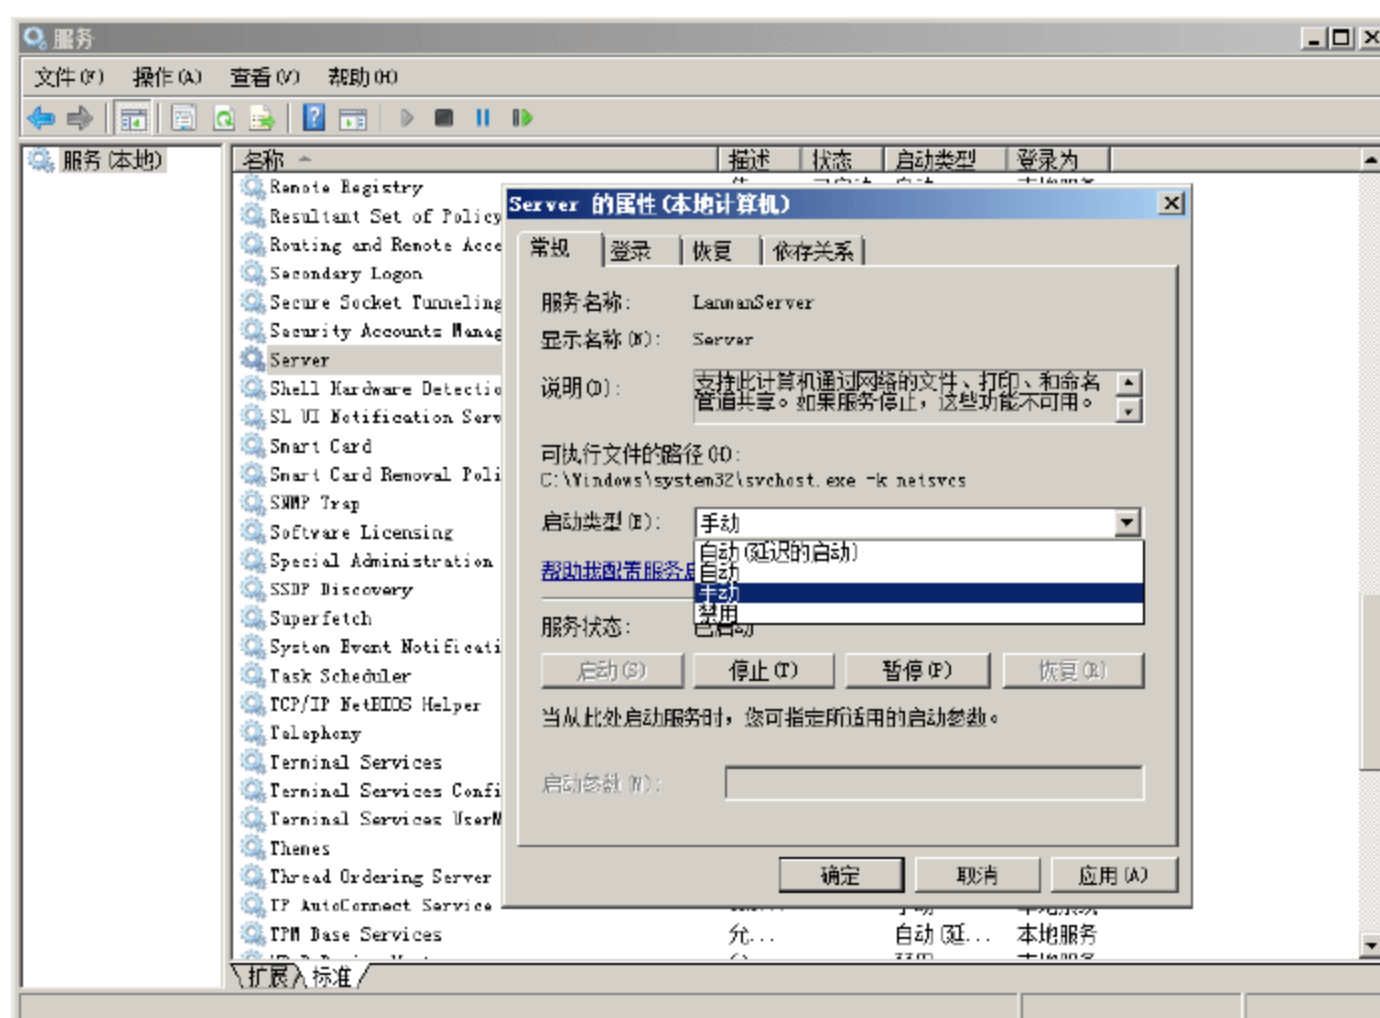 服务
文件(F) 操作(A) 查看(V) 帮助(H)
服务(本地)
名称 描述 状态 启动类型 登录为
Remote Registry
Resultant Set of Policy
Routing and Remote Acce
Secondary Logon
Secure Socket Tunneling
Security Accounts Manag
Server
Shell Hardware Detectio
SL UI Notification Serv
Smart Card
Smart Card Removal Poli
SNMP Trap
Software Licensing
Special Administration
SSDP Discovery
Superfetch
System Event Notificati
Task Scheduler
TCP/IP NetBIOS Helper
Telephony
Terminal Services
Terminal Services Confi
Terminal Services UserM
Themes
Thread Ordering Server
TP AutoConnect Service
TPM Base Services 允... 自动(延... 本地服务
扩展 标准
Server 的属性(本地计算机)
常规 登录 恢复 依存关系
服务名称: LanmanServer
显示名称(N): Server
说明(D): 支持此计算机通过网络的文件、打印、和命名
管道共享。如果服务停止，这些功能不可用。
可执行文件的路径(H):
C:\Windows\system32\svchost.exe -k netsvcs
启动类型(E): 手动
自动(延迟的启动)
帮助我配置服务
自动
手动
禁用
服务状态: 已启动
启动(S) 停止(T) 暂停(P) 恢复(R)
当从此处启动服务时，您可指定所适用的启动参数。
启动参数(M):
确定 取消 应用(A)